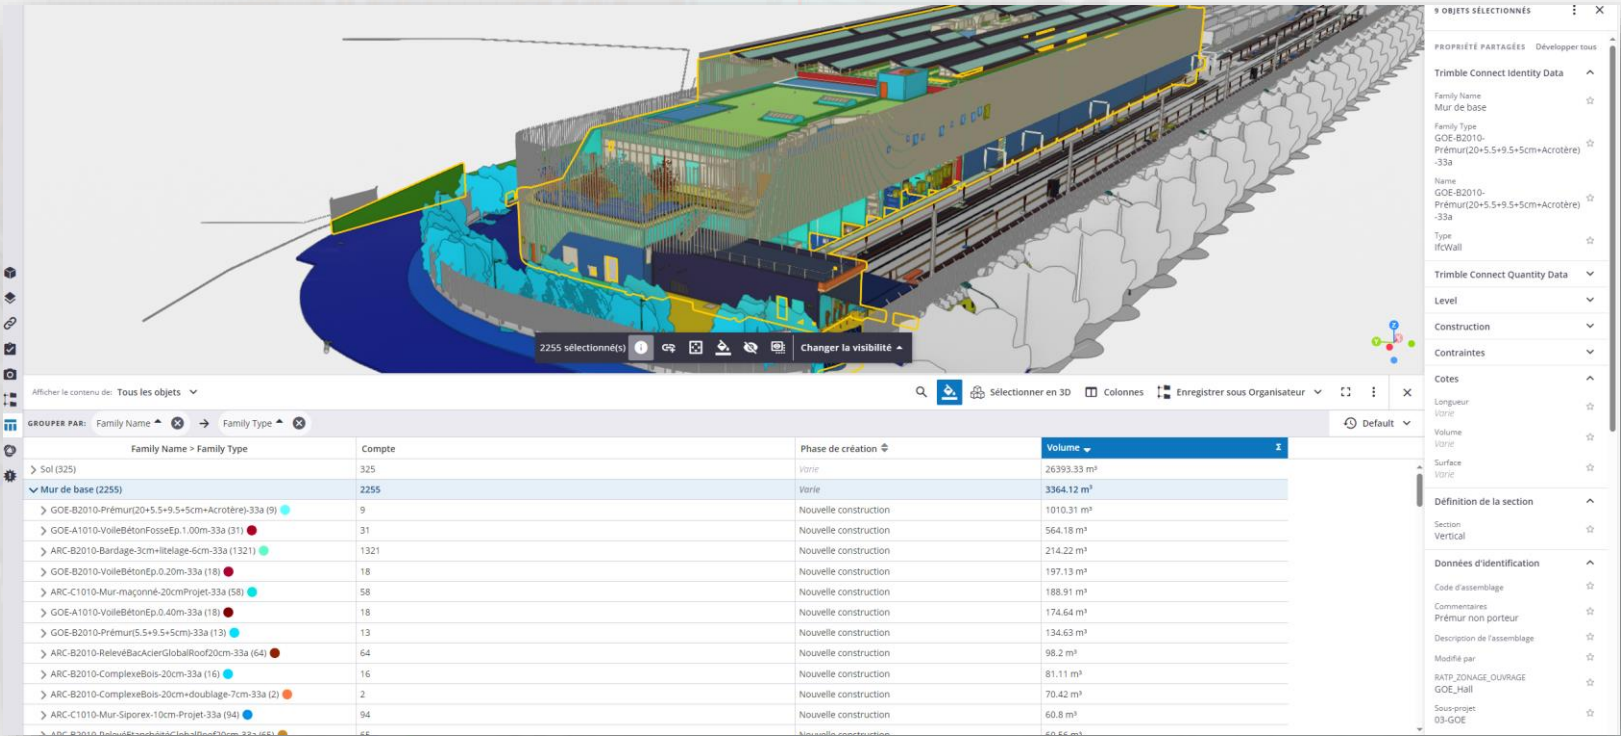 9 OBJETS SÉLECTIONNÉS
PROPRIÉTÉ PARTAGÉES Développer tous
Trimble Connect Identity Data
Family Name
Mur de base
Family Type
GOE-B2010-
Prémur(20+5.5+9.5+5cm+Acrotère)
-33a
Name
GOE-B2010-
Prémur(20+5.5+9.5+5cm+Acrotère)
-33a
Type
IfcWall
Trimble Connect Quantity Data
Level
Construction
Contraintes
Cotes
Longueur
Varie
Volume
Varie
Surface
Varie
Définition de la section
Section
Vertical
Données d'identification
Code d'assemblage
Commentaires
Prémur non porteur
Description de l'assemblage
Modifié par
RATP_ZONAGE_OUVRAGE
GOE_Hall
Sous-projet
03-GOE
2255 sélectionné(s) Changer la visibilité
Afficher le contenu de: Tous les objets
Sélectionner en 3D Colonnes Enregistrer sous Organisateur
GROUPER PAR: Family Name Family Type Default
Family Name > Family Type Compte Phase de création Volume Σ
Sol (325) 325 Varie 26393.33 m³
Mur de base (2255) 2255 Varie 3364.12 m³
GOE-B2010-Prémur(20+5.5+9.5+5cm+Acrotère)-33a (9) 9 Nouvelle construction 1010.31 m³
GOE-A1010-VoileBétonFosseEp.1.00m-33a (31) 31 Nouvelle construction 564.18 m³
ARC-B2010-Bardage-3cm+litelage-6cm-33a (1321) 1321 Nouvelle construction 214.22 m³
GOE-B2010-VoileBétonEp.0.20m-33a (18) 18 Nouvelle construction 197.13 m³
ARC-C1010-Mur-maçonné-20cmProjet-33a (58) 58 Nouvelle construction 188.91 m³
GOE-A1010-VoileBétonEp.0.40m-33a (18) 18 Nouvelle construction 174.64 m³
GOE-B2010-Prémur(5.5+9.5+5cm)-33a (13) 13 Nouvelle construction 134.63 m³
ARC-B2010-RelevéBacAcierGlobalRoof20cm-33a (64) 64 Nouvelle construction 98.2 m³
ARC-B2010-ComplexeBois-20cm-33a (16) 16 Nouvelle construction 81.11 m³
ARC-B2010-ComplexeBois-20cm+doublage-7cm-33a (2) 2 Nouvelle construction 70.42 m³
ARC-C1010-Mur-Siporex-10cm-Projet-33a (94) 94 Nouvelle construction 60.8 m³